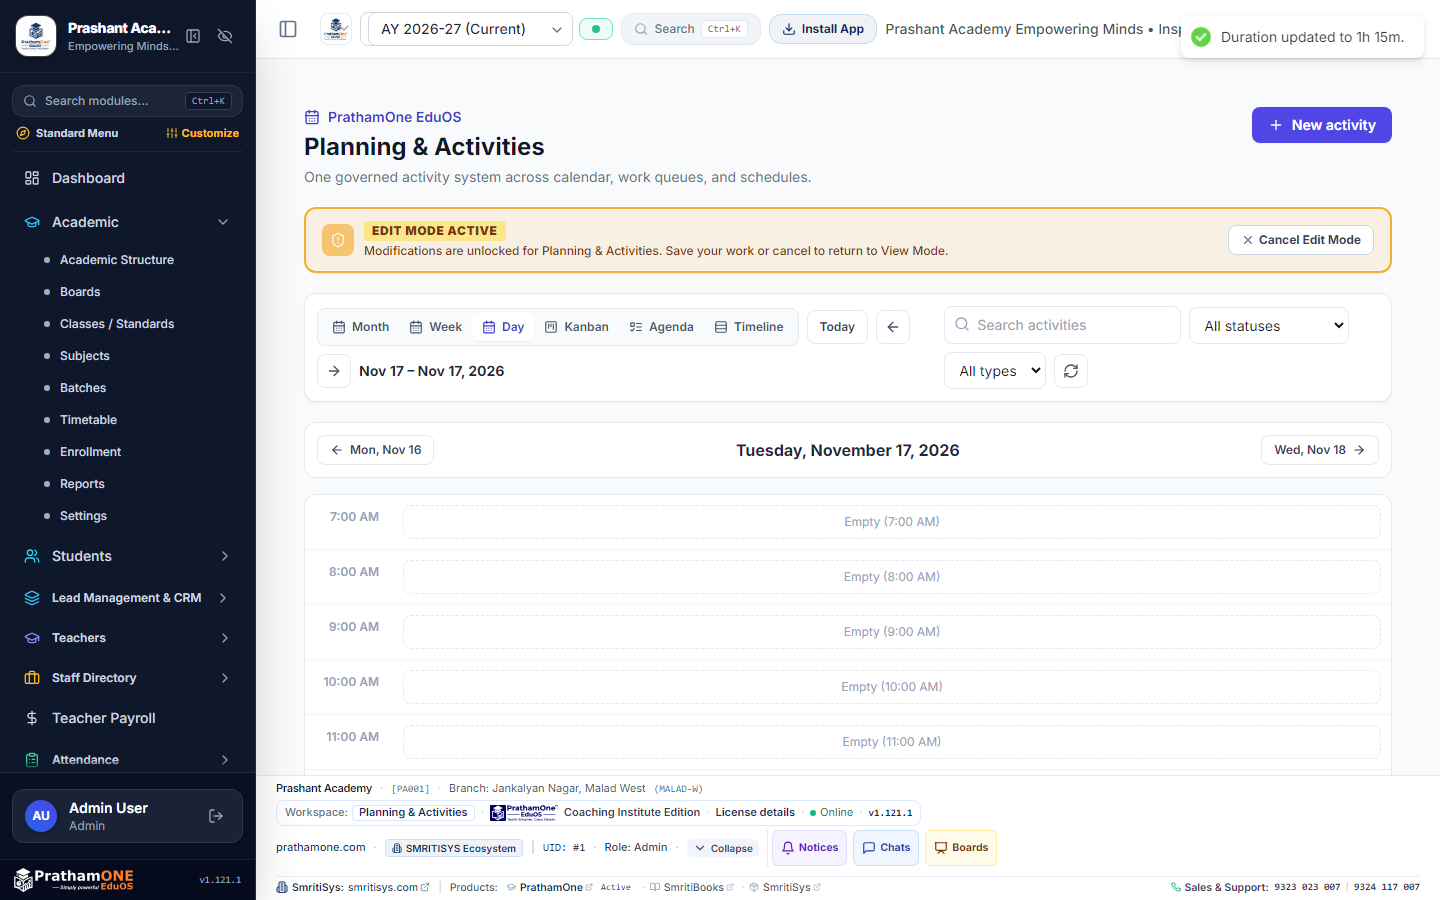 Prashant Aca...
Empowering Minds...
Search modules...
Ctrl+K
Standard Menu
Customize
Dashboard
Academic
Academic Structure
Boards
Classes / Standards
Subjects
Batches
Timetable
Enrollment
Reports
Settings
Students
Lead Management & CRM
Teachers
Staff Directory
Teacher Payroll
Attendance
AU
Admin User
Admin
PrathamONE
Simply powerful EduOS
v1.121.1
AY 2026-27 (Current)
Search
Ctrl+K
Install App
Prashant Academy Empowering Minds • Insp
Duration updated to 1h 15m.
PrathamOne EduOS
Planning & Activities
One governed activity system across calendar, work queues, and schedules.
New activity
EDIT MODE ACTIVE
Modifications are unlocked for Planning & Activities. Save your work or cancel to return to View Mode.
Cancel Edit Mode
Month
Week
Day
Kanban
Agenda
Timeline
Today
Search activities
All statuses
Nov 17 – Nov 17, 2026
All types
Mon, Nov 16
Tuesday, November 17, 2026
Wed, Nov 18
7:00 AM
Empty (7:00 AM)
8:00 AM
Empty (8:00 AM)
9:00 AM
Empty (9:00 AM)
10:00 AM
Empty (10:00 AM)
11:00 AM
Empty (11:00 AM)
Prashant Academy · [PA001] · Branch: Jankalyan Nagar, Malad West (MALAD-W)
Workspace: Planning & Activities · PrathamOne EduOS Coaching Institute Edition · License details · Online · v1.121.1
prathamone.com · SMRITISYS Ecosystem | UID: #1 · Role: Admin · Collapse
Notices
Chats
Boards
SmritiSys: smritisys.com | Products: PrathamOne Active · SmritiBooks · SmritiSys
Sales & Support: 9323 023 007 | 9324 117 007